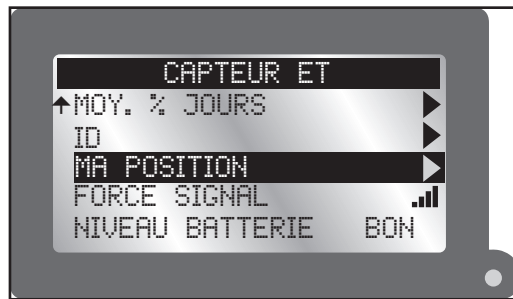 CAPTEUR ET
MOY. % JOURS
ID
MA POSITION
FORCE SIGNAL
NIVEAU BATTERIE BON